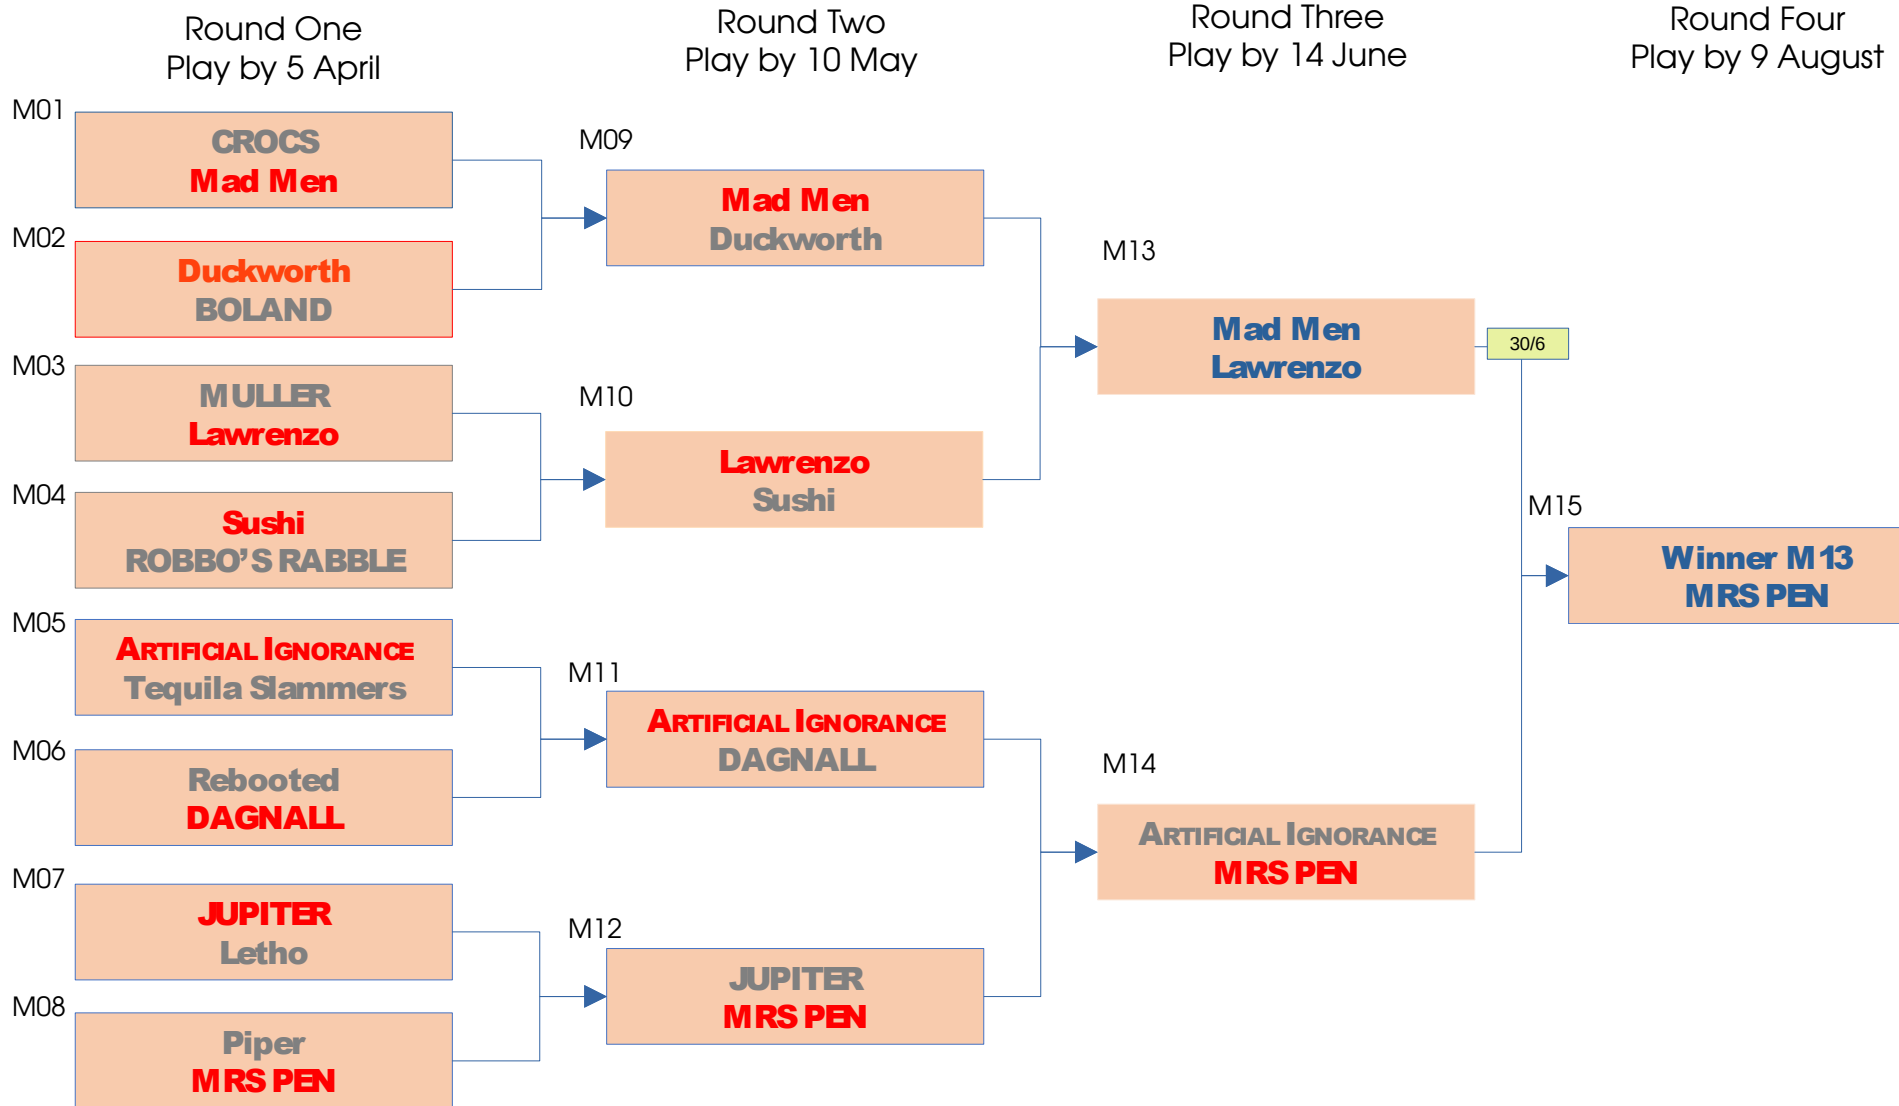 Round One
Play by 5 April
Round Two
Play by 10 May
Round Three
Play by 14 June
Round Four
Play by 9 August
M01
CROCS
Mad Men
M02
Duckworth
BOLAND
M03
MULLER
Lawrenzo
M04
Sushi
ROBBO'S RABBLE
M05
ARTIFICIAL IGNORANCE
Tequila Slammers
M06
Rebooted
DAGNALL
M07
JUPITER
Letho
M08
Piper
MRS PEN
M09
Mad Men
Duckworth
M10
Lawrenzo
Sushi
M11
ARTIFICIAL IGNORANCE
DAGNALL
M12
JUPITER
MRS PEN
M13
Mad Men
Lawrenzo
30/6
M14
ARTIFICIAL IGNORANCE
MRS PEN
M15
Winner M13
MRS PEN